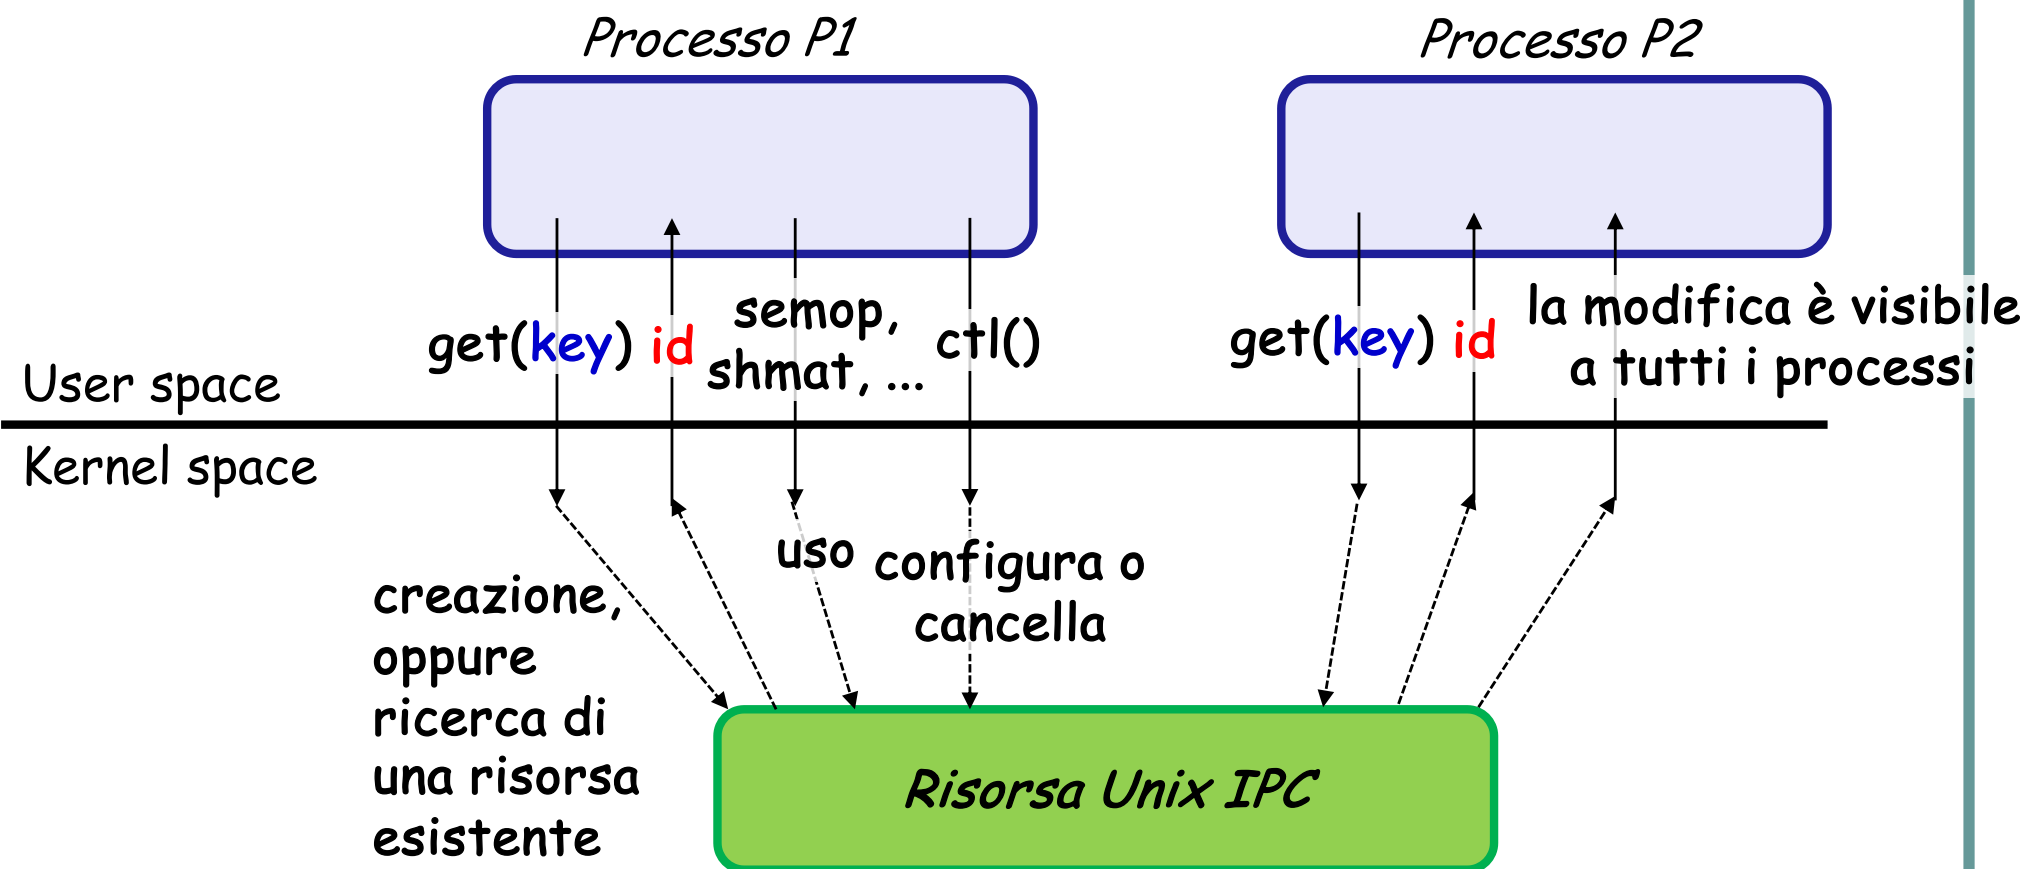 Processo P1
Processo P2
get(key)
id
semop,
shmat, ...
ctl()
get(key)
id
la modifica è visibile
a tutti i processi
User space
Kernel space
uso
configura o
cancella
creazione,
oppure
ricerca di
una risorsa
esistente
Risorsa Unix IPC